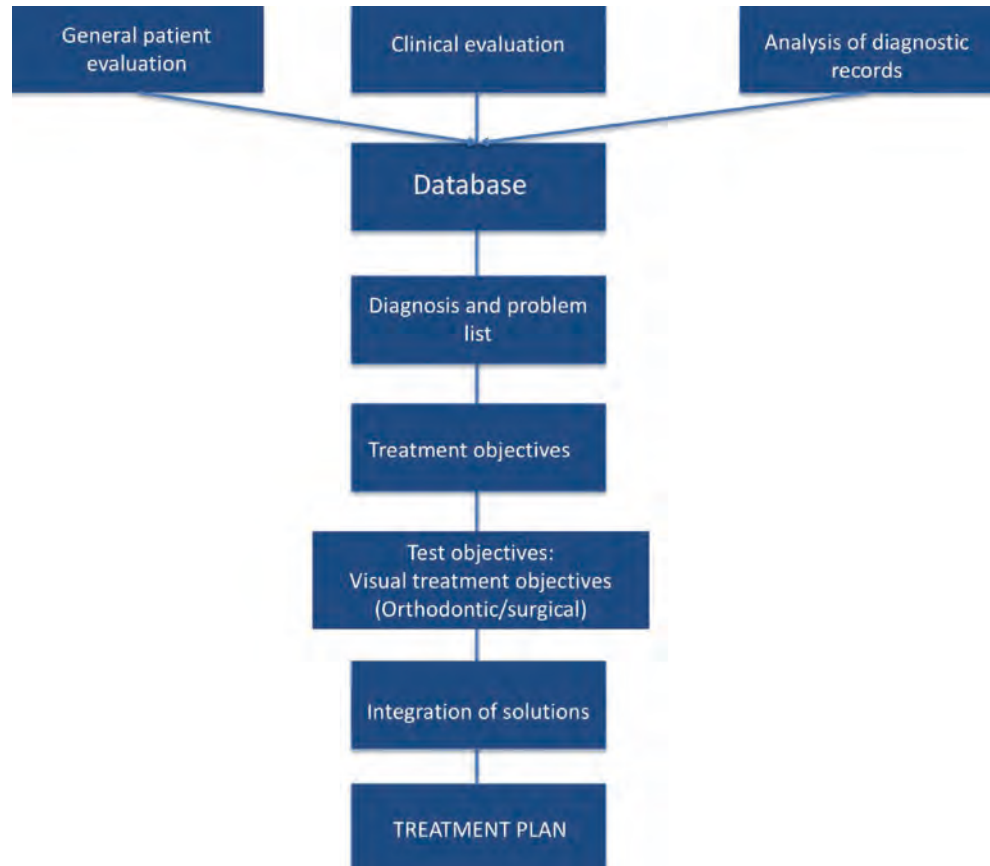 General patient
evaluation
Clinical evaluation
Analysis of diagnostic
records
Database
Diagnosis and problem
list
Treatment objectives
Test objectives:
Visual treatment objectives
(Orthodontic/surgical)
Integration of solutions
TREATMENT PLAN